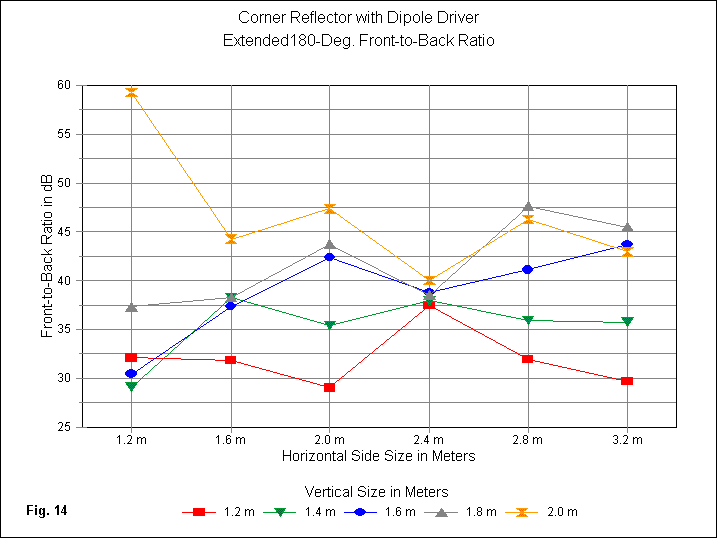 Corner Reflector with Dipole Driver
Extended180-Deg. Front-to-Back Ratio
60
55
50
45
40
35
30
25
Front-to-Back Ratio in dB
1.2 m 1.6 m 2.0 m 2.4 m 2.8 m 3.2 m
Horizontal Side Size in Meters
Vertical Size in Meters
Fig. 14
1.2 m 1.4 m 1.6 m 1.8 m 2.0 m